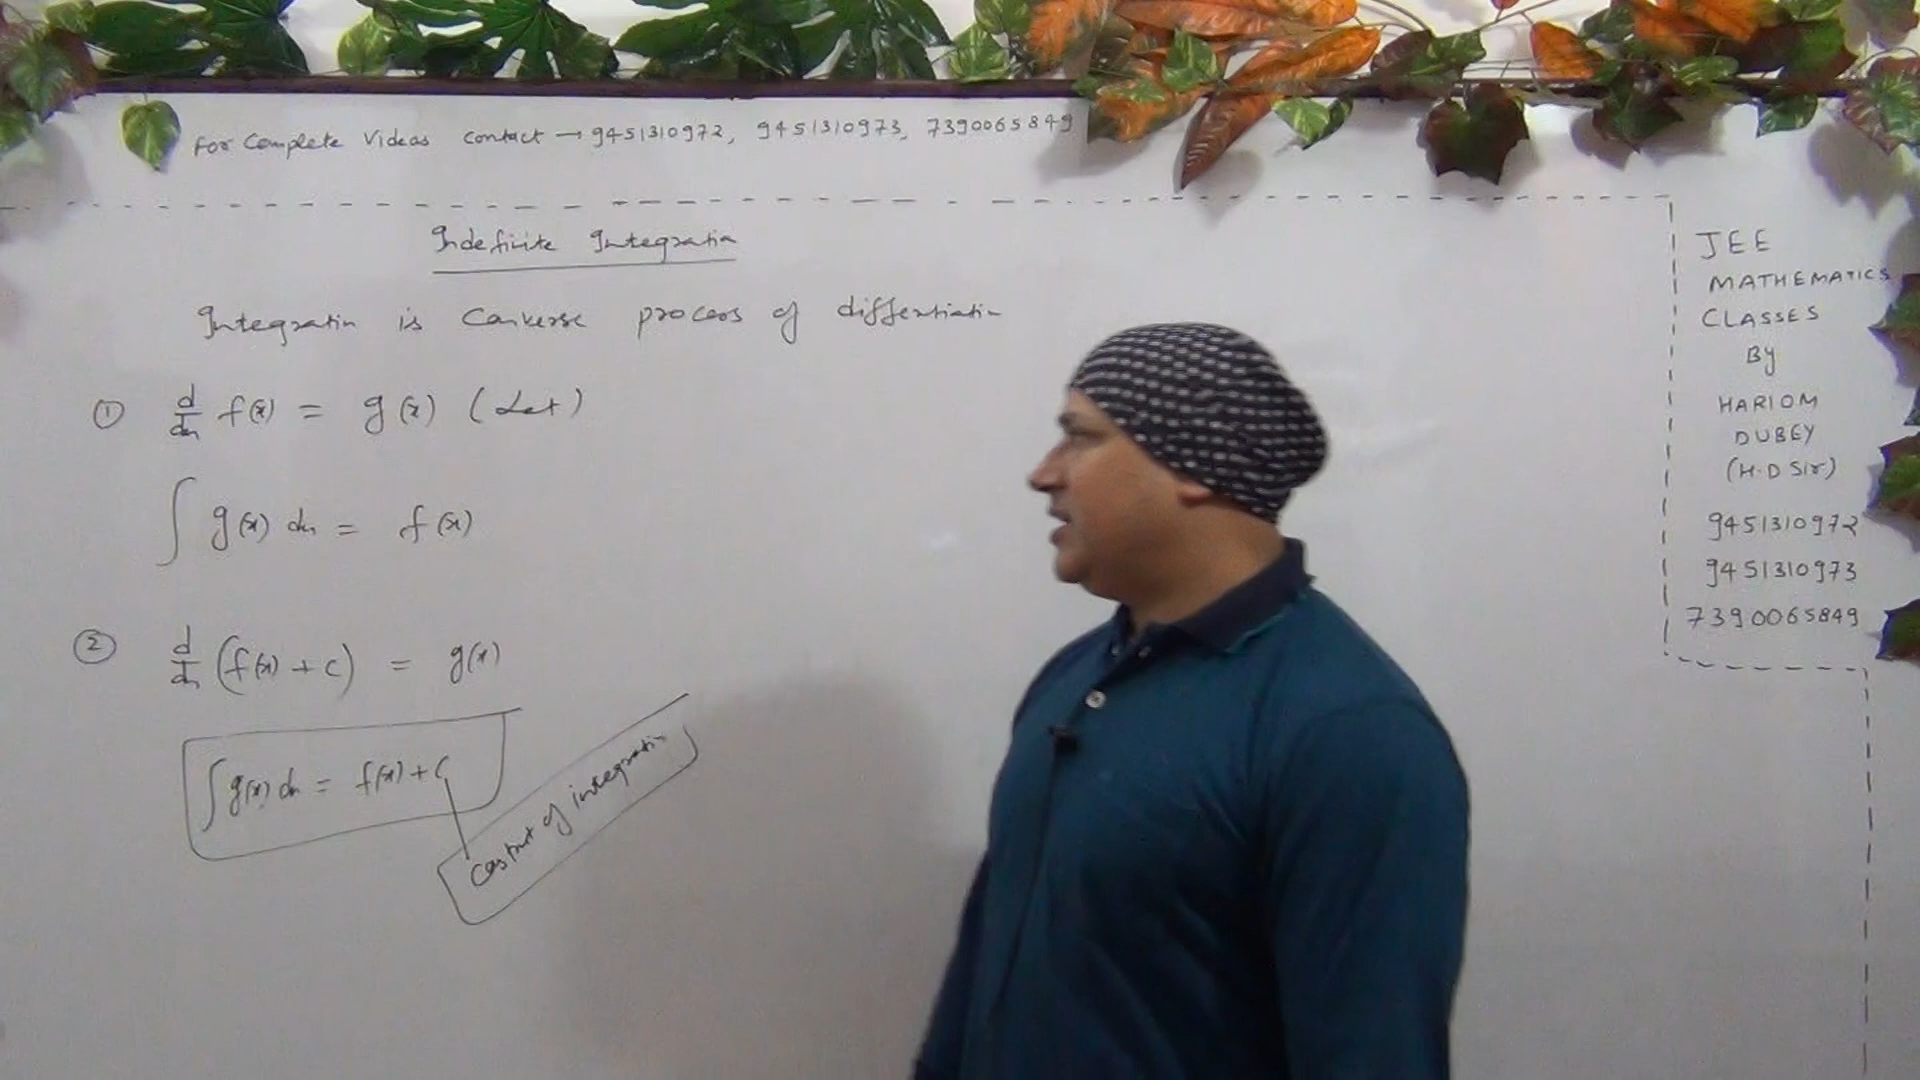 For Complete Videos contact → 9451310972, 9451310973, 7390065849
Indefinite Integration
Integration is Converse process of differentiation
① d/dx f(x) = g(x) (Let)
∫ g(x) dx = f(x)
② d/dx (f(x) + c) = g(x)
∫ g(x) dx = f(x) + c
Constant of integration
JEE
MATHEMATICS
CLASSES
By
HARIOM
DUBEY
(H.D Sir)
9451310972
9451310973
7390065849